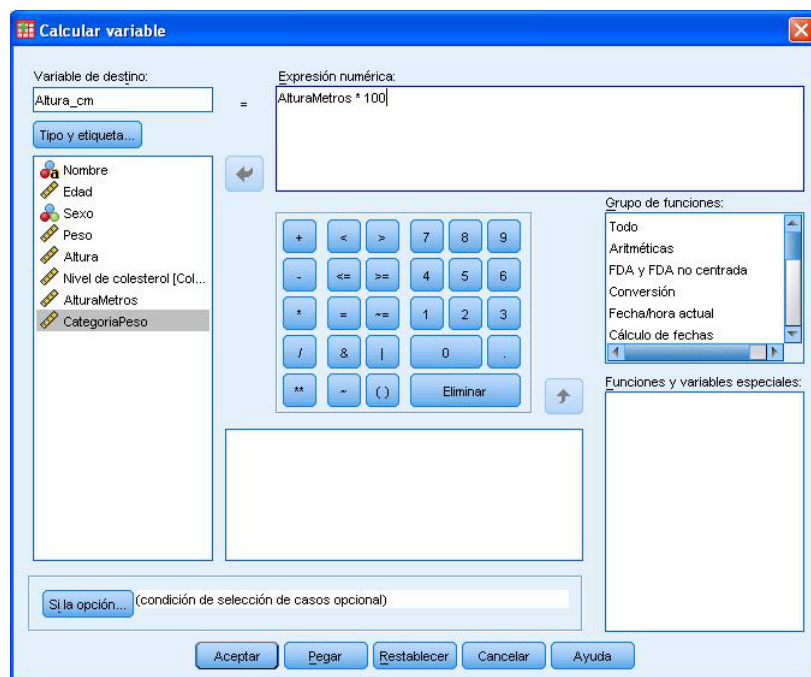 Calcular variable
Variable de destino:
Altura_cm
=
Expresión numérica:
AlturaMetros * 100
Tipo y etiqueta...
Nombre
Edad
Sexo
Peso
Altura
Nivel de colesterol [Col...
AlturaMetros
CategoriaPeso
+ < > 7 8 9
- <= >= 4 5 6
* = ~= 1 2 3
/ & | 0 .
** ~ ( ) Eliminar
Grupo de funciones:
Todo
Aritméticas
FDA y FDA no centrada
Conversión
Fecha/hora actual
Cálculo de fechas
Funciones y variables especiales:
Si la opción...
(condición de selección de casos opcional)
Aceptar
Pegar
Restablecer
Cancelar
Ayuda